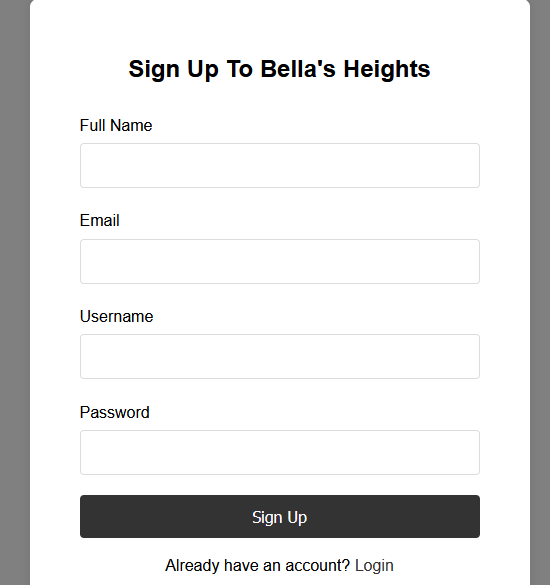 Sign Up To Bella's Heights
Full Name
Email
Username
Password
Sign Up
Already have an account? Login